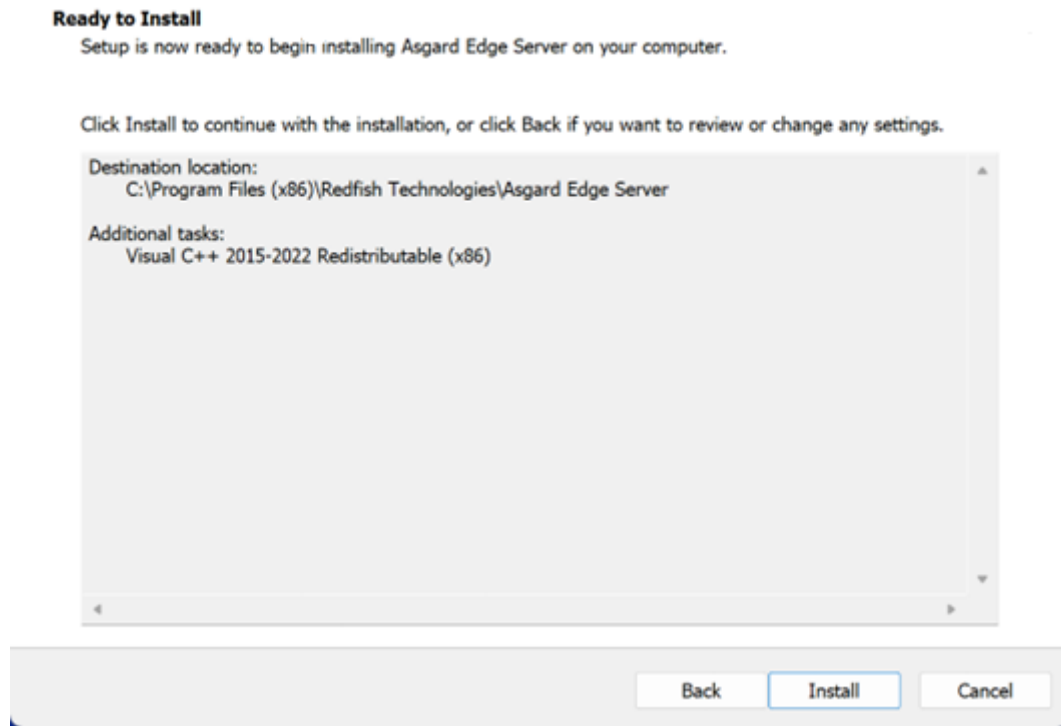 Ready to Install
Setup is now ready to begin installing Asgard Edge Server on your computer.
Click Install to continue with the installation, or click Back if you want to review or change any settings.
Destination location:
C:\Program Files (x86)\Redfish Technologies\Asgard Edge Server
Additional tasks:
Visual C++ 2015-2022 Redistributable (x86)
Back
Install
Cancel